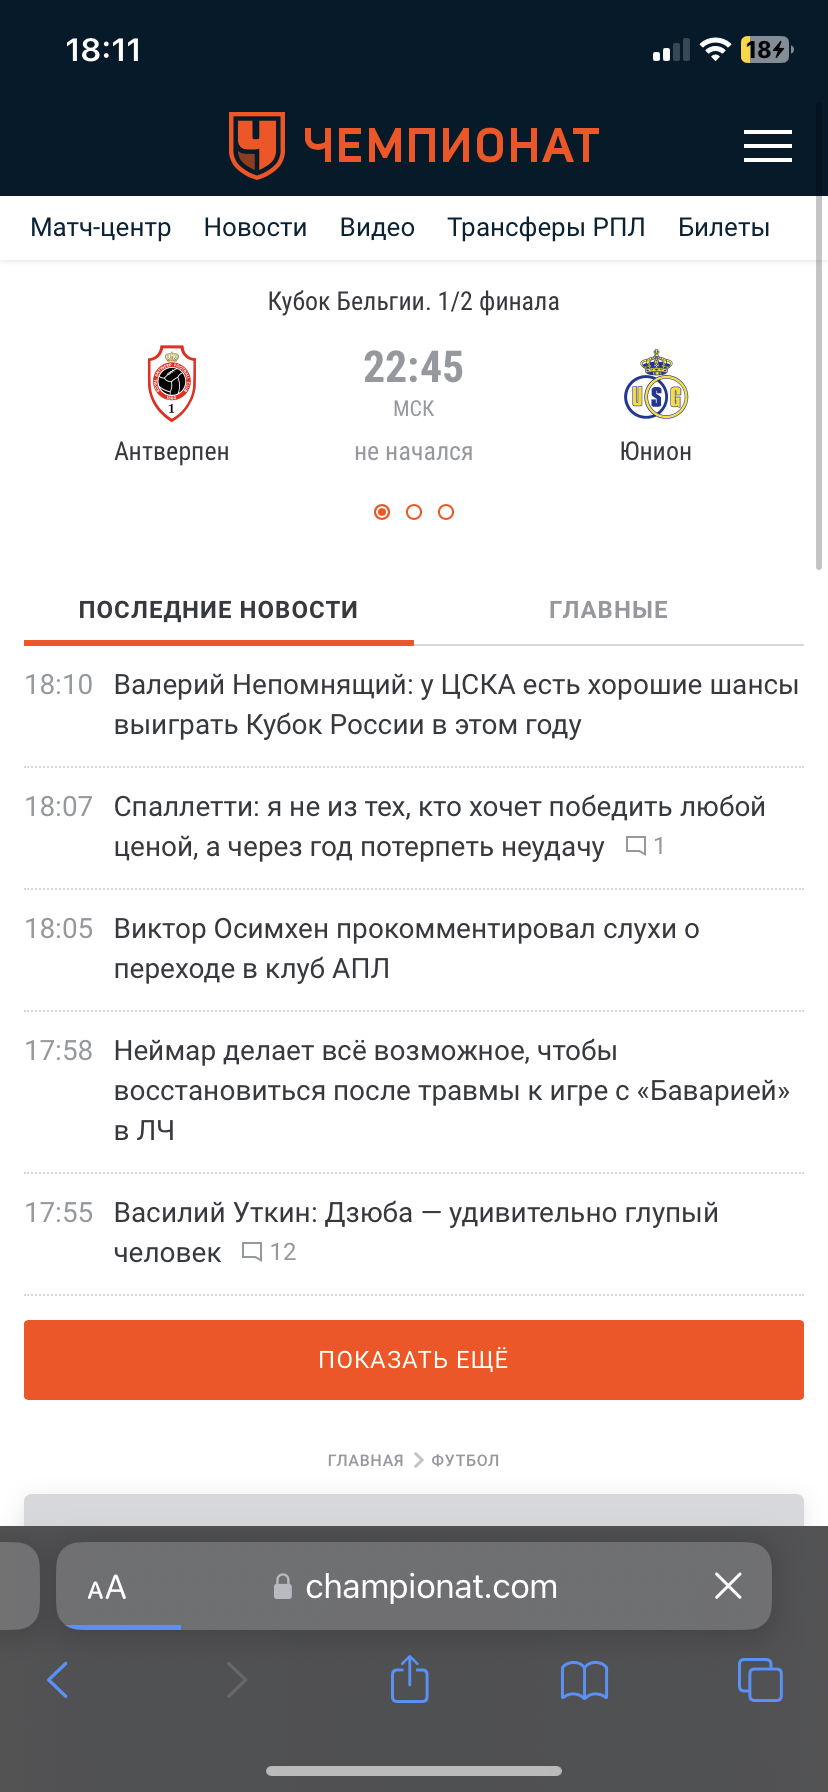 18:11
18
ЧЕМПИОНАТ
Матч-центр Новости Видео Трансферы РПЛ Билеты
Кубок Бельгии. 1/2 финала
22:45
МСК
1
USG
Антверпен не начался Юнион
ПОСЛЕДНИЕ НОВОСТИ ГЛАВНЫЕ
18:10 Валерий Непомнящий: у ЦСКА есть хорошие шансы
выиграть Кубок России в этом году
18:07 Спаллетти: я не из тех, кто хочет победить любой
ценой, а через год потерпеть неудачу 1
18:05 Виктор Осимхен прокомментировал слухи о
переходе в клуб АПЛ
17:58 Неймар делает всё возможное, чтобы
восстановиться после травмы к игре с «Баварией»
в ЛЧ
17:55 Василий Уткин: Дзюба — удивительно глупый
человек 12
ПОКАЗАТЬ ЕЩЁ
ГЛАВНАЯ ФУТБОЛ
AA championat.com